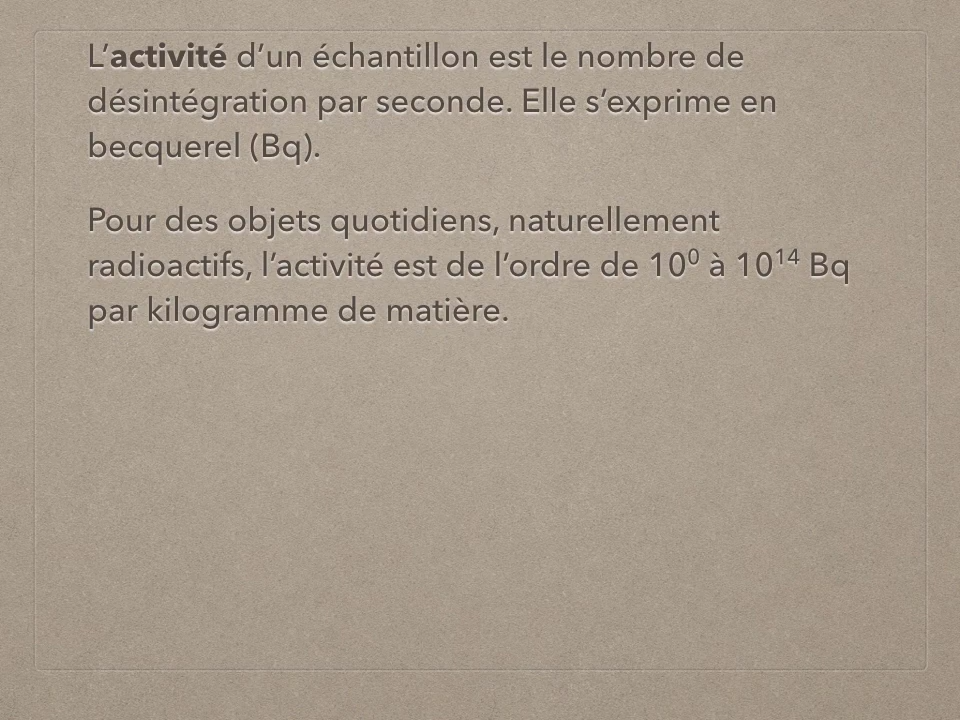 L’activité d’un échantillon est le nombre de
désintégration par seconde. Elle s’exprime en
becquerel (Bq).
Pour des objets quotidiens, naturellement
radioactifs, l’activité est de l’ordre de 10⁰ à 10¹⁴ Bq
par kilogramme de matière.